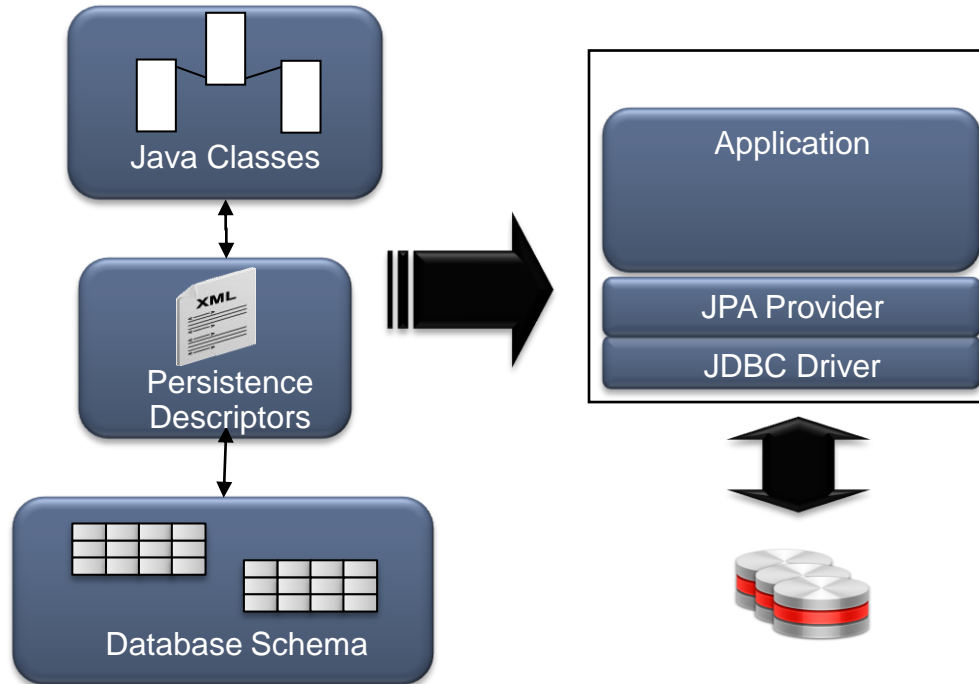 Java Classes
XML
Persistence
Descriptors
Database Schema
Application
JPA Provider
JDBC Driver